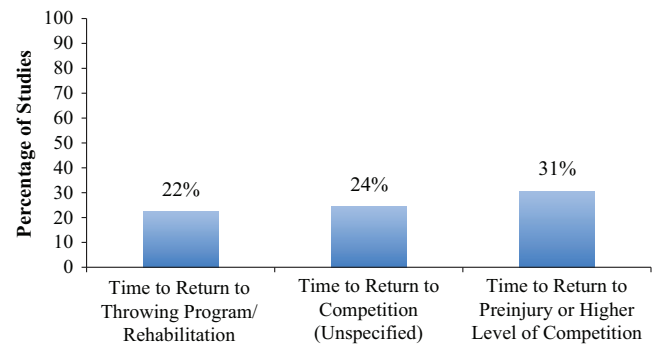 100
90
80
70
60
50
40
30
20
10
0
Percentage of Studies
22%
24%
31%
Time to Return to
Throwing Program/
Rehabilitation
Time to Return to
Competition
(Unspecified)
Time to Return to
Preinjury or Higher
Level of Competition